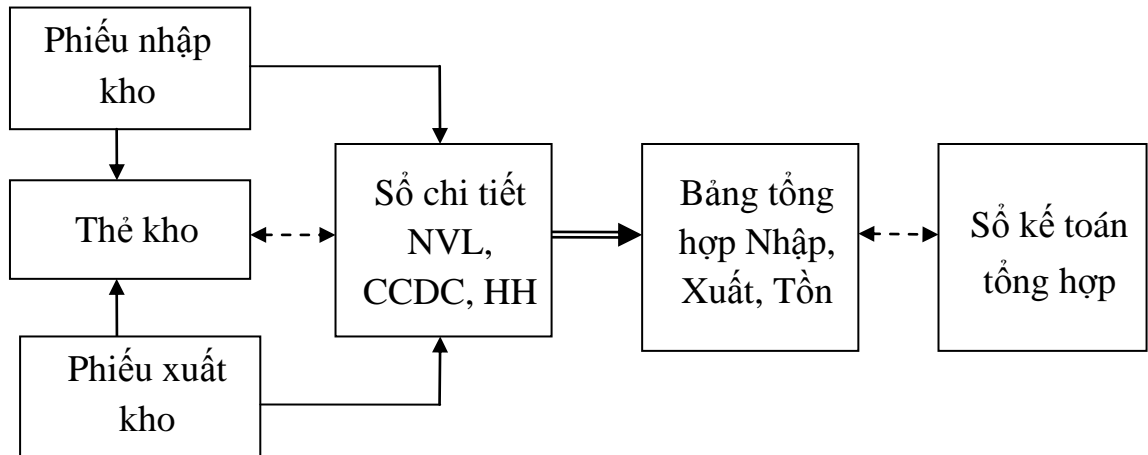 Phiếu nhập
kho
Thẻ kho
Phiếu xuất
kho
Sổ chi tiết
NVL,
CCDC, HH
Bảng tổng
hợp Nhập,
Xuất, Tồn
Sổ kế toán
tổng hợp